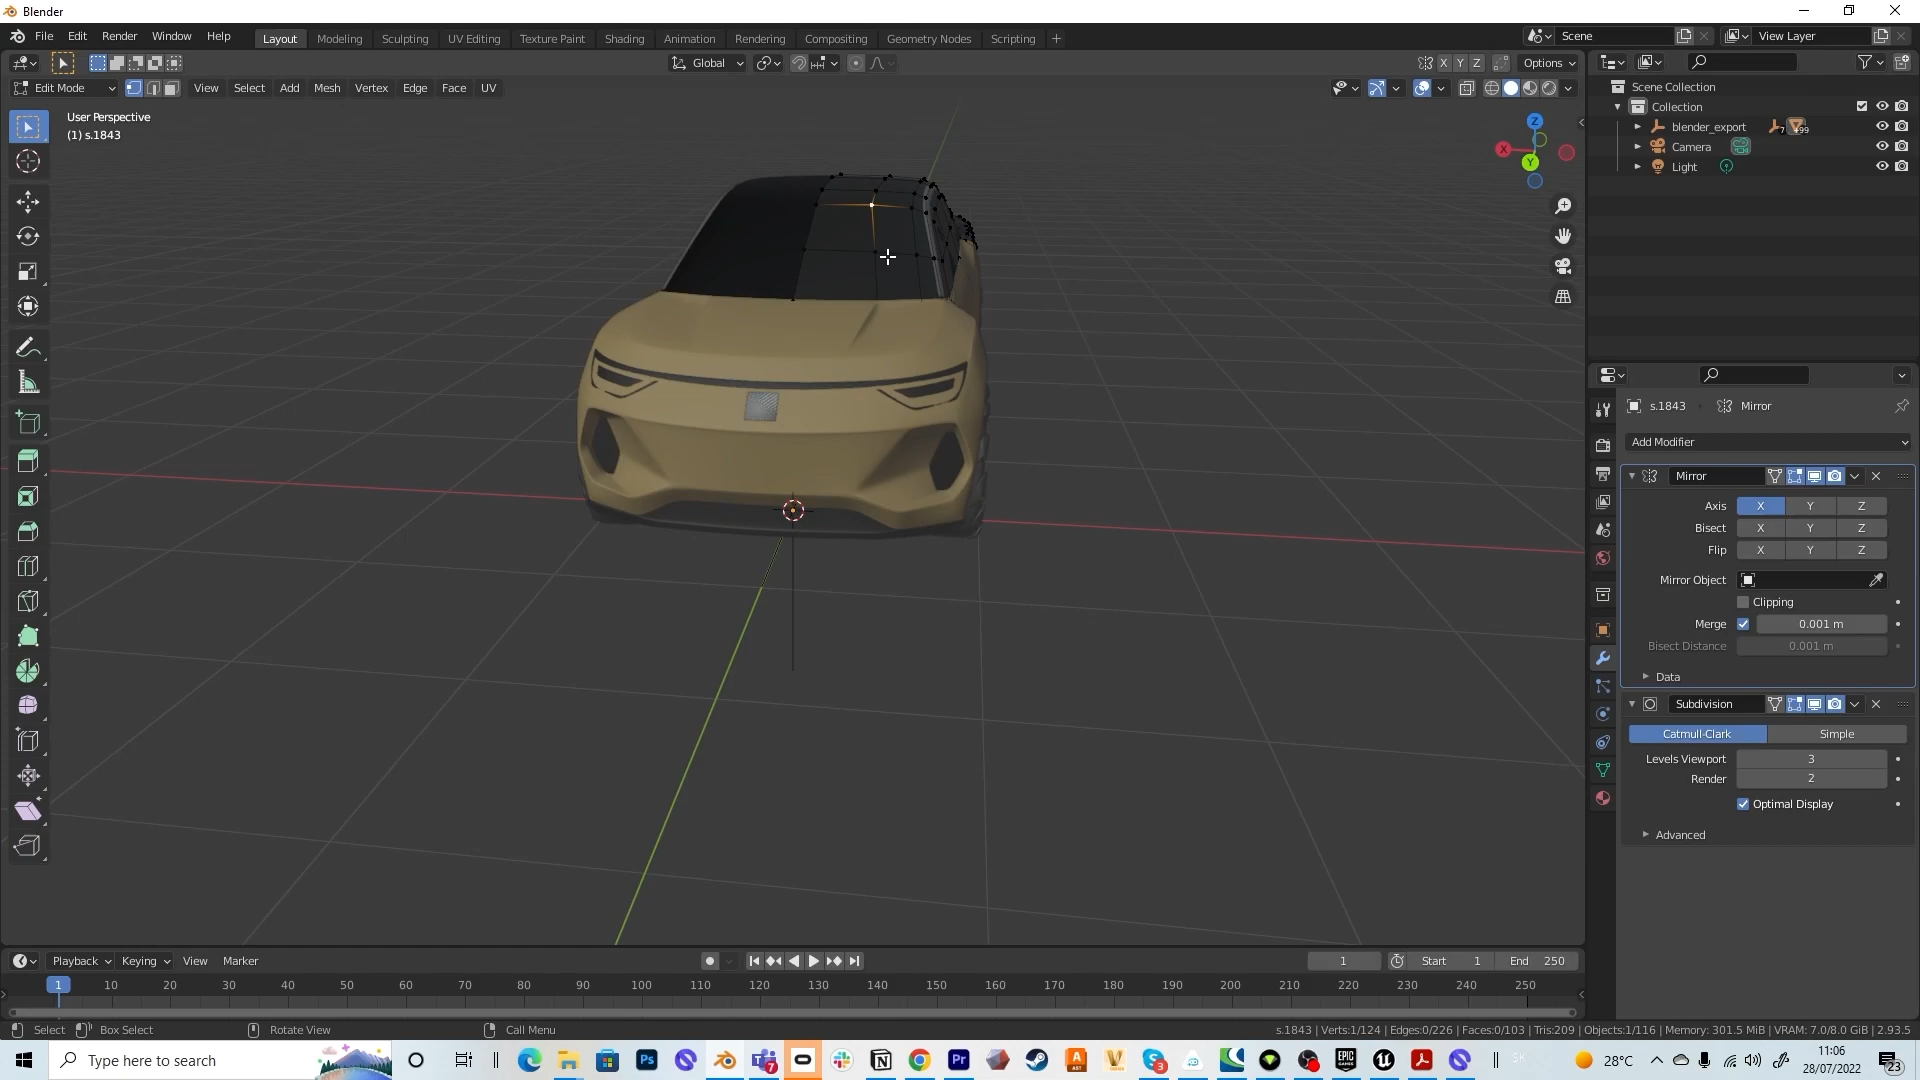 Blender
File Edit Render Window Help
Layout Modeling Sculpting UV Editing Texture Paint Shading Animation Rendering Compositing Geometry Nodes Scripting +
Scene
View Layer
Global
X Y Z
Options
Edit Mode View Select Add Mesh Vertex Edge Face UV
User Perspective
(1) s.1843
Z
X
Y
Scene Collection
Collection
blender_export
7
99
Camera
Light
s.1843
Mirror
Add Modifier
Mirror
Axis X Y Z
Bisect X Y Z
Flip X Y Z
Mirror Object
Clipping
Merge 0.001 m
Bisect Distance 0.001 m
Data
Subdivision
Catmull-Clark Simple
Levels Viewport 3
Render 2
Optimal Display
Advanced
Playback Keying View Marker
1
Start 1
End 250
1 10 20 30 40 50 60 70 80 90 100 110 120 130 140 150 160 170 180 190 200 210 220 230 240 250
Select Box Select Rotate View Call Menu
s.1843 | Verts:1/124 | Edges:0/226 | Faces:0/103 | Tris:209 | Objects:1/116 | Memory: 301.5 MiB | VRAM: 7.0/8.0 GiB | 2.93.5
Type here to search
28°C
11:06
28/07/2022
23